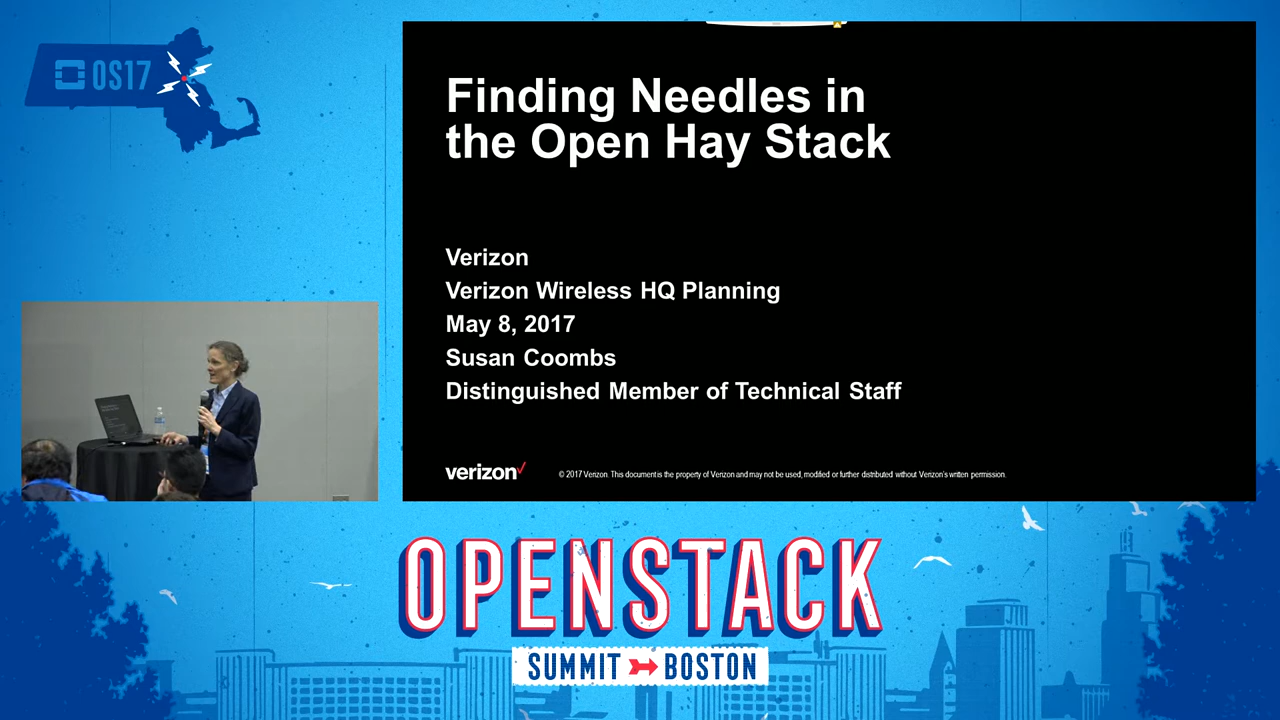 OS17
Finding Needles in
the Open Hay Stack
Verizon
Verizon Wireless HQ Planning
May 8, 2017
Susan Coombs
Distinguished Member of Technical Staff
verizon
© 2017 Verizon. This document is the property of Verizon and may not be used, modified or further distributed without Verizon's written permission.
OPENSTACK
SUMMIT BOSTON